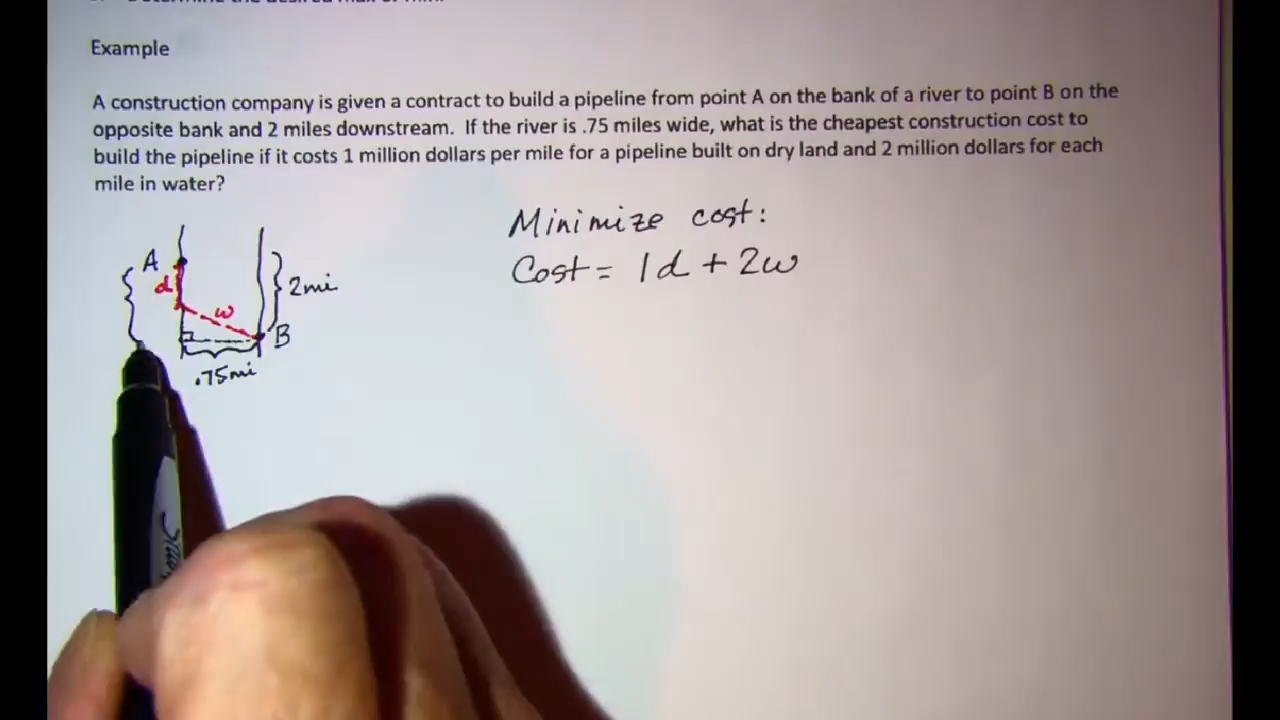 Example
A construction company is given a contract to build a pipeline from point A on the bank of a river to point B on the
opposite bank and 2 miles downstream. If the river is .75 miles wide, what is the cheapest construction cost to
build the pipeline if it costs 1 million dollars per mile for a pipeline built on dry land and 2 million dollars for each
mile in water?
Minimize cost:
Cost = 1d + 2w
A
d
2mi
w
B
.75mi